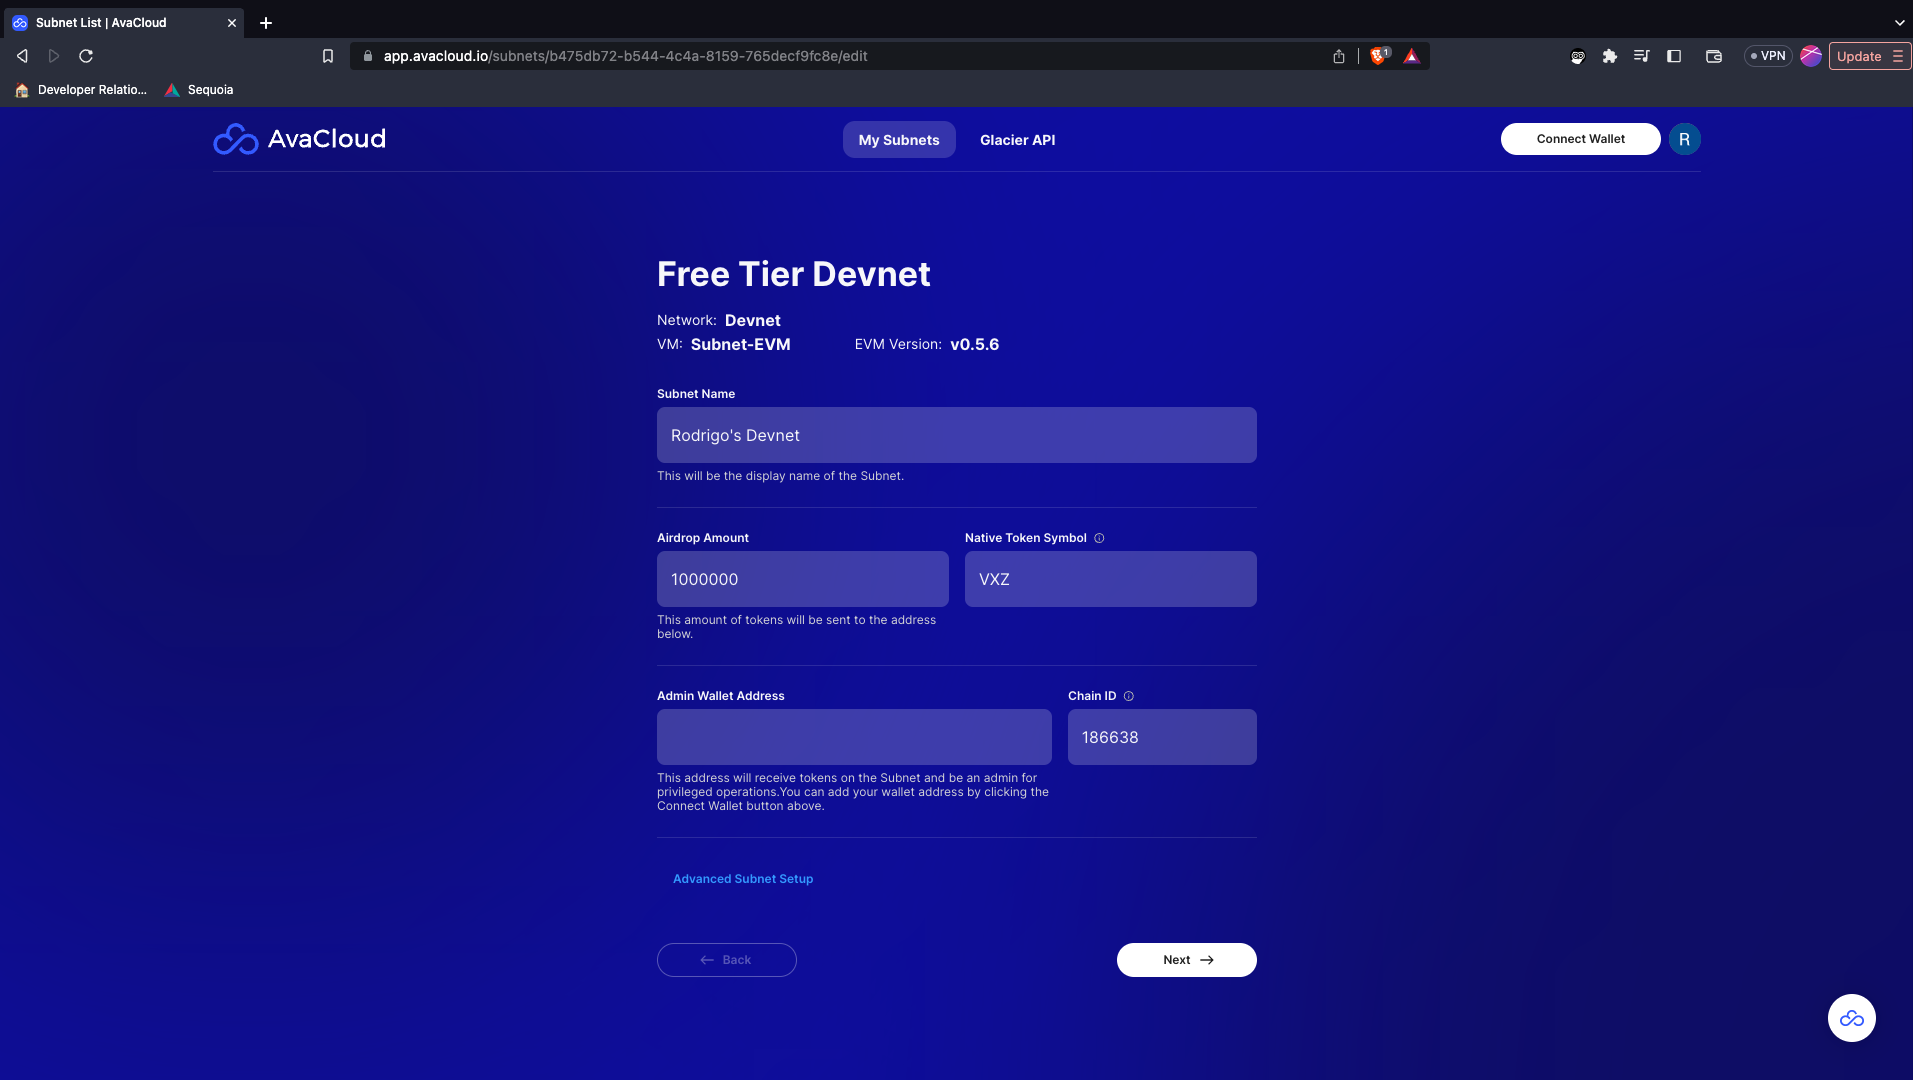 Subnet List | AvaCloud
app.avacloud.io/subnets/b475db72-b544-4c4a-8159-765decf9fc8e/edit
1
VPN
Update
Developer Relatio...
Sequoia
AvaCloud
My Subnets
Glacier API
Connect Wallet
R
Free Tier Devnet
Network: Devnet
VM: Subnet-EVM
EVM Version: v0.5.6
Subnet Name
Rodrigo's Devnet
This will be the display name of the Subnet.
Airdrop Amount
Native Token Symbol
1000000
VXZ
This amount of tokens will be sent to the address
below.
Admin Wallet Address
Chain ID
186638
This address will receive tokens on the Subnet and be an admin for
privileged operations.You can add your wallet address by clicking the
Connect Wallet button above.
Advanced Subnet Setup
Back
Next